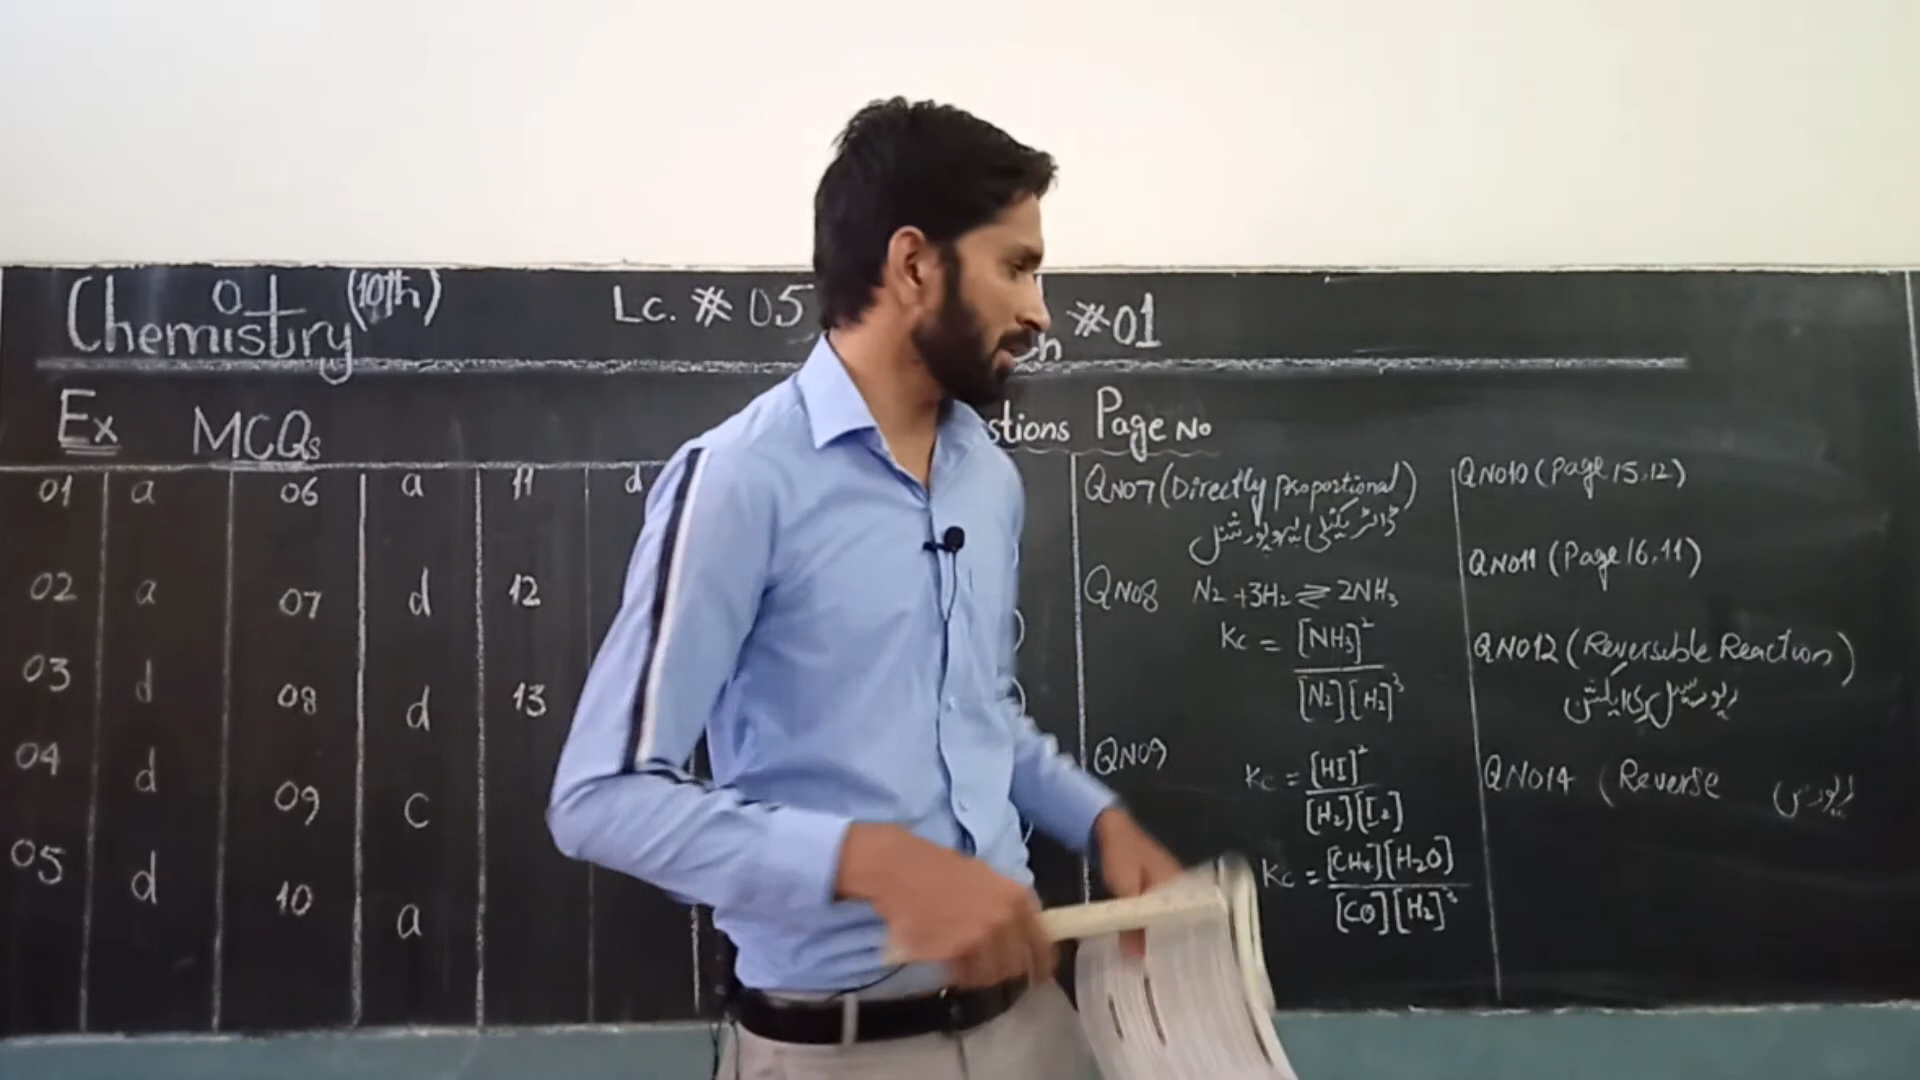 Chemistry (10th) Lc. # 05 Ch #01
Ex MCQs
Page No
01 a 06 a 11 d
02 a 07 d 12
03 d 08 d 13
04 d 09 C
05 d 10 a
QNO7 (Directly proportional)
ڈائریکٹلی پروپورشنل
QNO8 N₂ + 3H₂ ⇌ 2NH₃
Kc = [NH₃]²
[N₂][H₂]³
QNO9 Kc = [HI]²
[H₂][I₂]
Kc = [CH₄][H₂O]
[CO][H₂]³
QNO10 (Page 15,12)
QNO11 (Page 16,11)
QNO12 (Reversible Reaction)
ریورسیبل ری ایکشن
QNO14 (Reverse ریورس